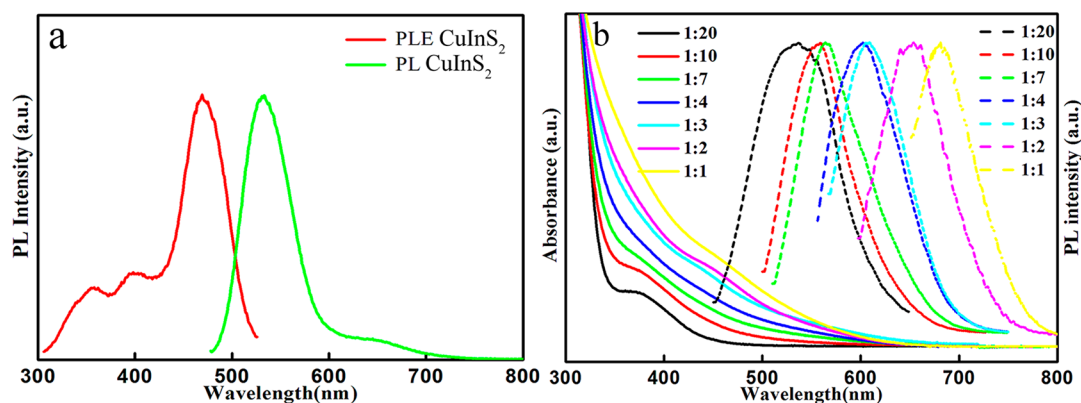 a
PLE CuInS₂
PL CuInS₂
PL Intensity (a.u.)
300 400 500 600 700 800
Wavelength(nm)
b
1:20
1:10
1:7
1:4
1:3
1:2
1:1
1:20
1:10
1:7
1:4
1:3
1:2
1:1
Absorbance (a.u.)
PL intensity (a.u.)
300 400 500 600 700 800
Wavelength(nm)